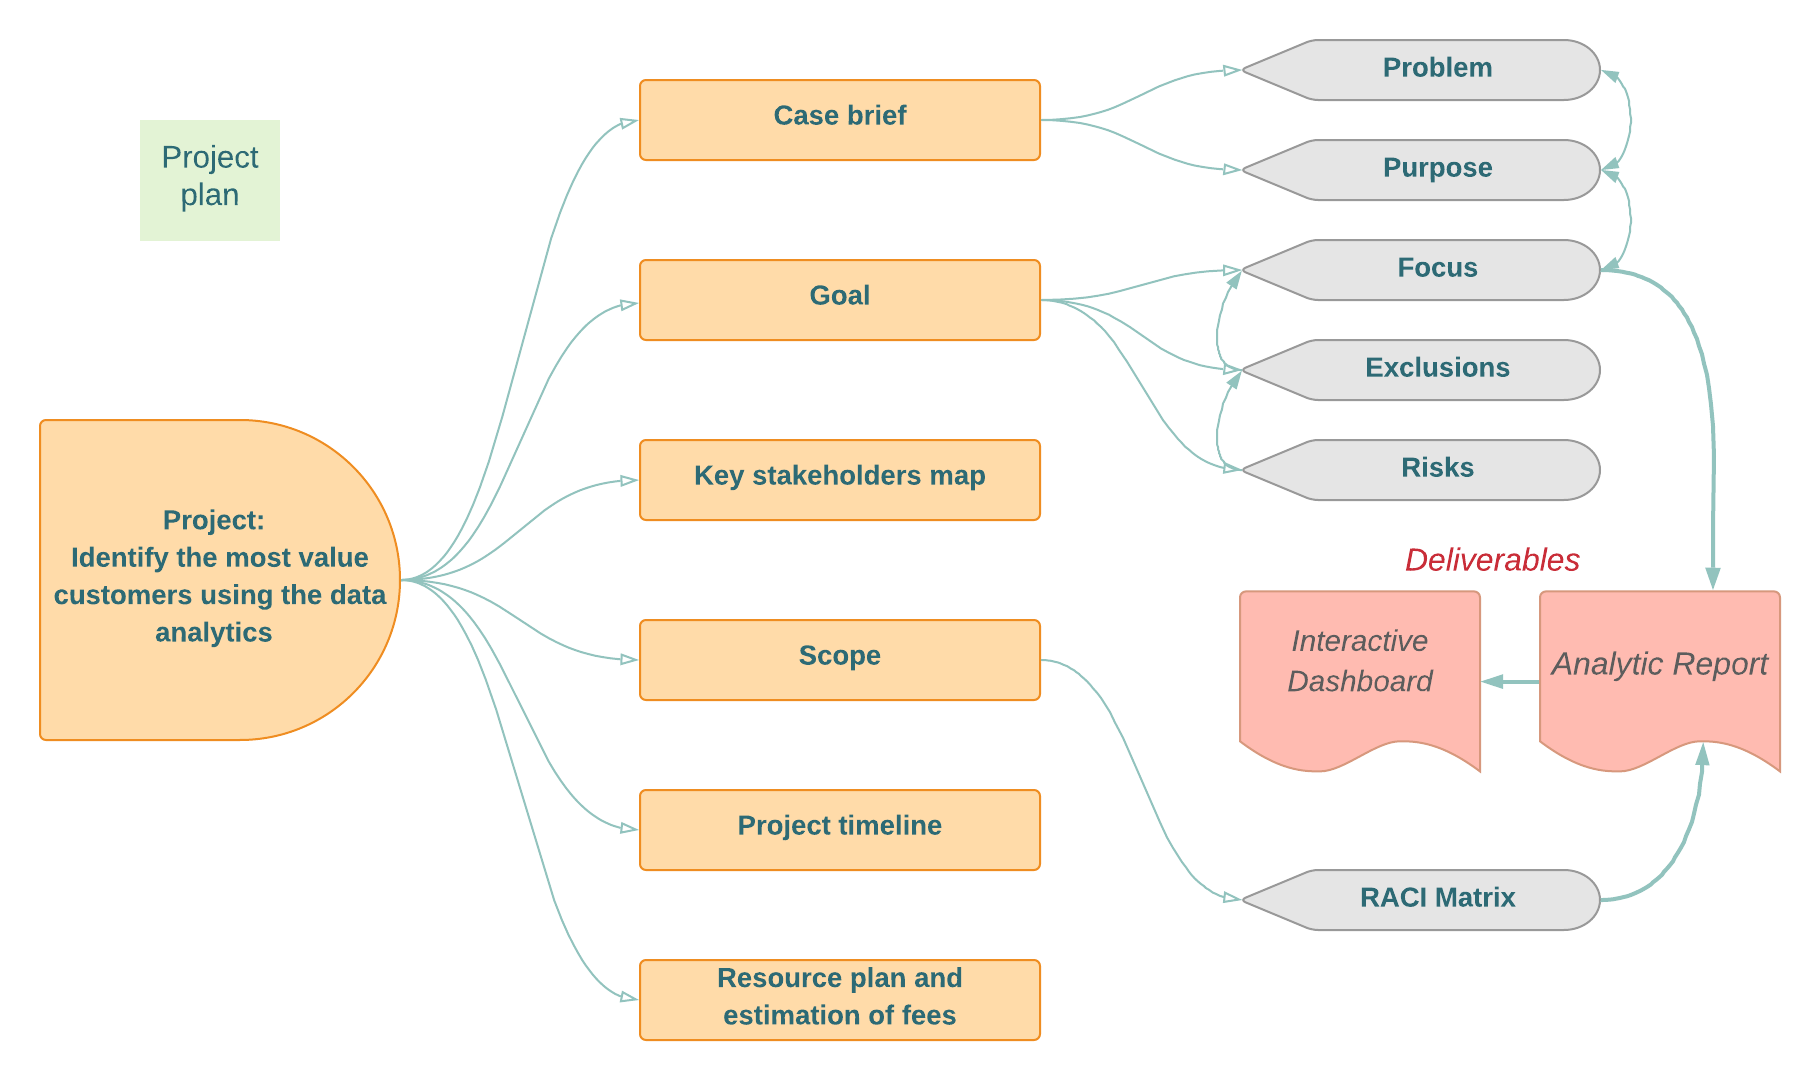 Project
plan
Project:
Identify the most value
customers using the data
analytics
Case brief
Goal
Key stakeholders map
Scope
Project timeline
Resource plan and
estimation of fees
Problem
Purpose
Focus
Exclusions
Risks
Deliverables
Interactive
Dashboard
Analytic Report
RACI Matrix